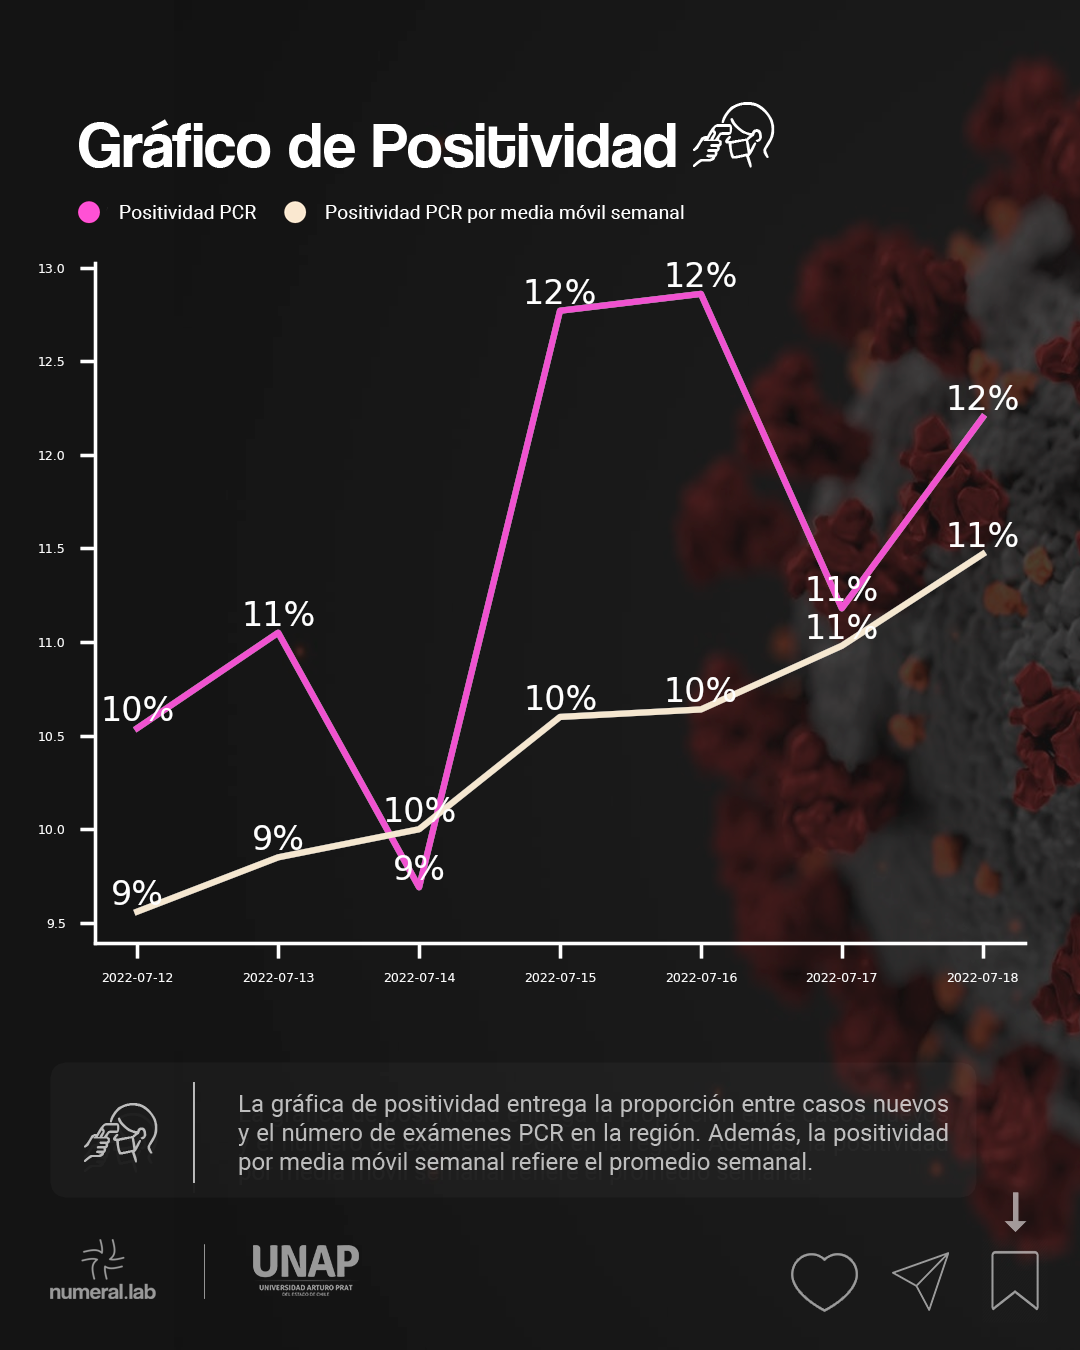 Gráfico de Positividad
Positividad PCR
Positividad PCR por media móvil semanal
13.0
12.5
12.0
11.5
11.0
10.5
10.0
9.5
10%
11%
9%
12%
12%
11%
12%
9%
9%
10%
10%
10%
11%
11%
2022-07-12
2022-07-13
2022-07-14
2022-07-15
2022-07-16
2022-07-17
2022-07-18
La gráfica de positividad entrega la proporción entre casos nuevos
y el número de exámenes PCR en la región. Además, la positividad
por media móvil semanal refiere el promedio semanal.
numeral.lab
UNAP
UNIVERSIDAD ARTURO PRAT
DEL ESTADO DE CHILE